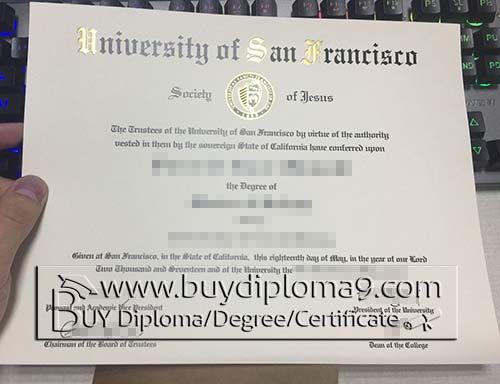 University of San Francisco
Society of Jesus
The Trustees of the University of San Francisco by virtue of the authority
vested in them by the sovereign State of California have conferred upon
the Degree of
Given at San Francisco, in the State of California, this eighteenth day of May, in the year of our Lord
Two Thousand and Seventeen and of the University the
www.buydiploma9.com
Vice President
President of the University
BUY Diploma/Degree/Certificate
Chairman of the Board of Trustees
Dean of the College